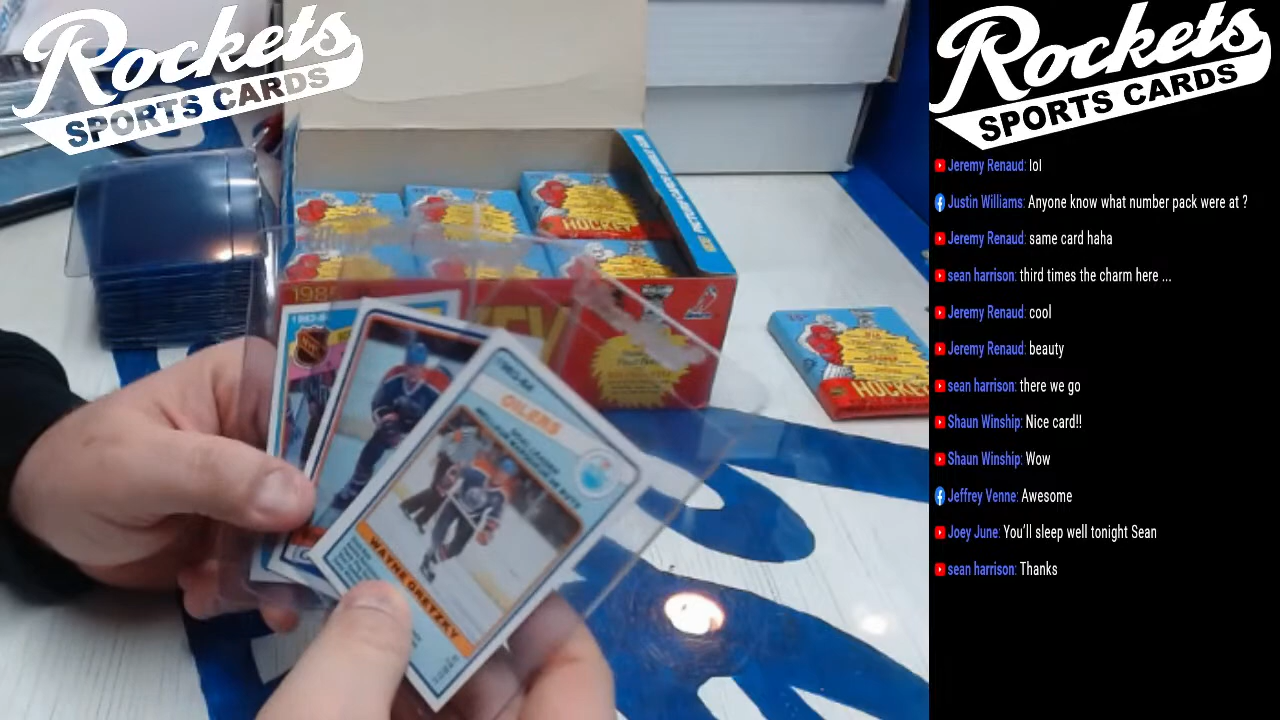 Rockets
SPORTS CARDS
HOCKEY
1983-84
OILERS
WAYNE GRETZKY
HOCKEY
Rockets
SPORTS CARDS
Jeremy Renaud: lol
Justin Williams: Anyone know what number pack were at ?
Jeremy Renaud: same card haha
sean harrison: third times the charm here ...
Jeremy Renaud: cool
Jeremy Renaud: beauty
sean harrison: there we go
Shaun Winship: Nice card!!
Shaun Winship: Wow
Jeffrey Venne: Awesome
Joey June: You'll sleep well tonight Sean
sean harrison: Thanks